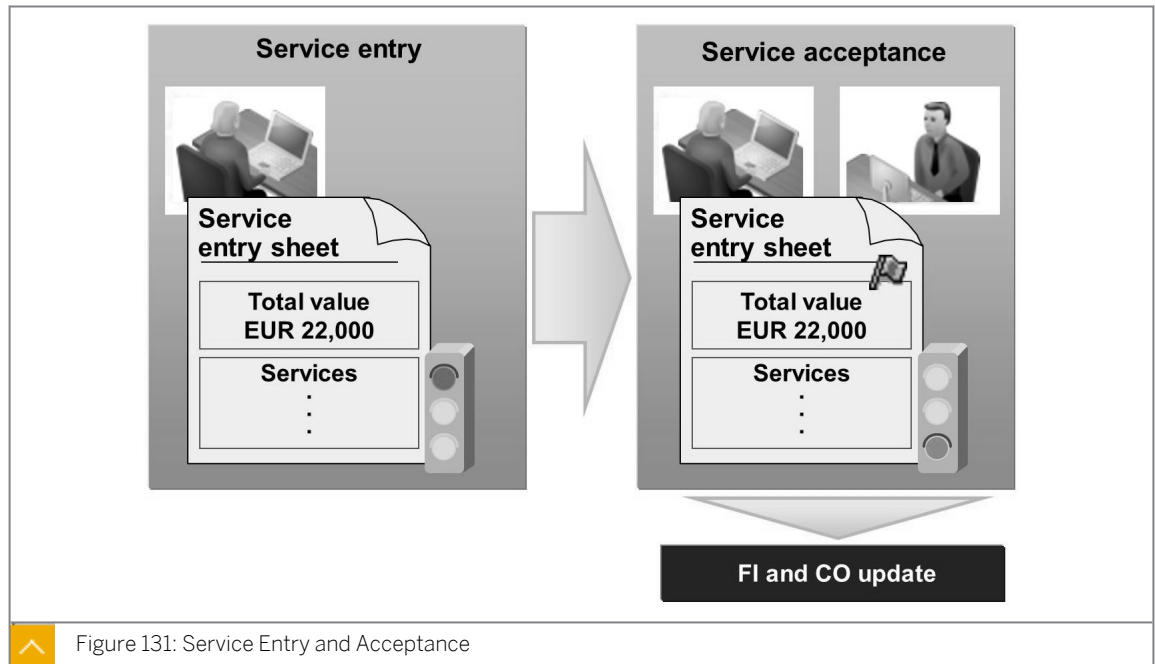 Service entry
Service
entry sheet
Total value
EUR 22,000
Services
.
.
.
Service acceptance
Service
entry sheet
Total value
EUR 22,000
Services
.
.
.
FI and CO update
Figure 131: Service Entry and Acceptance